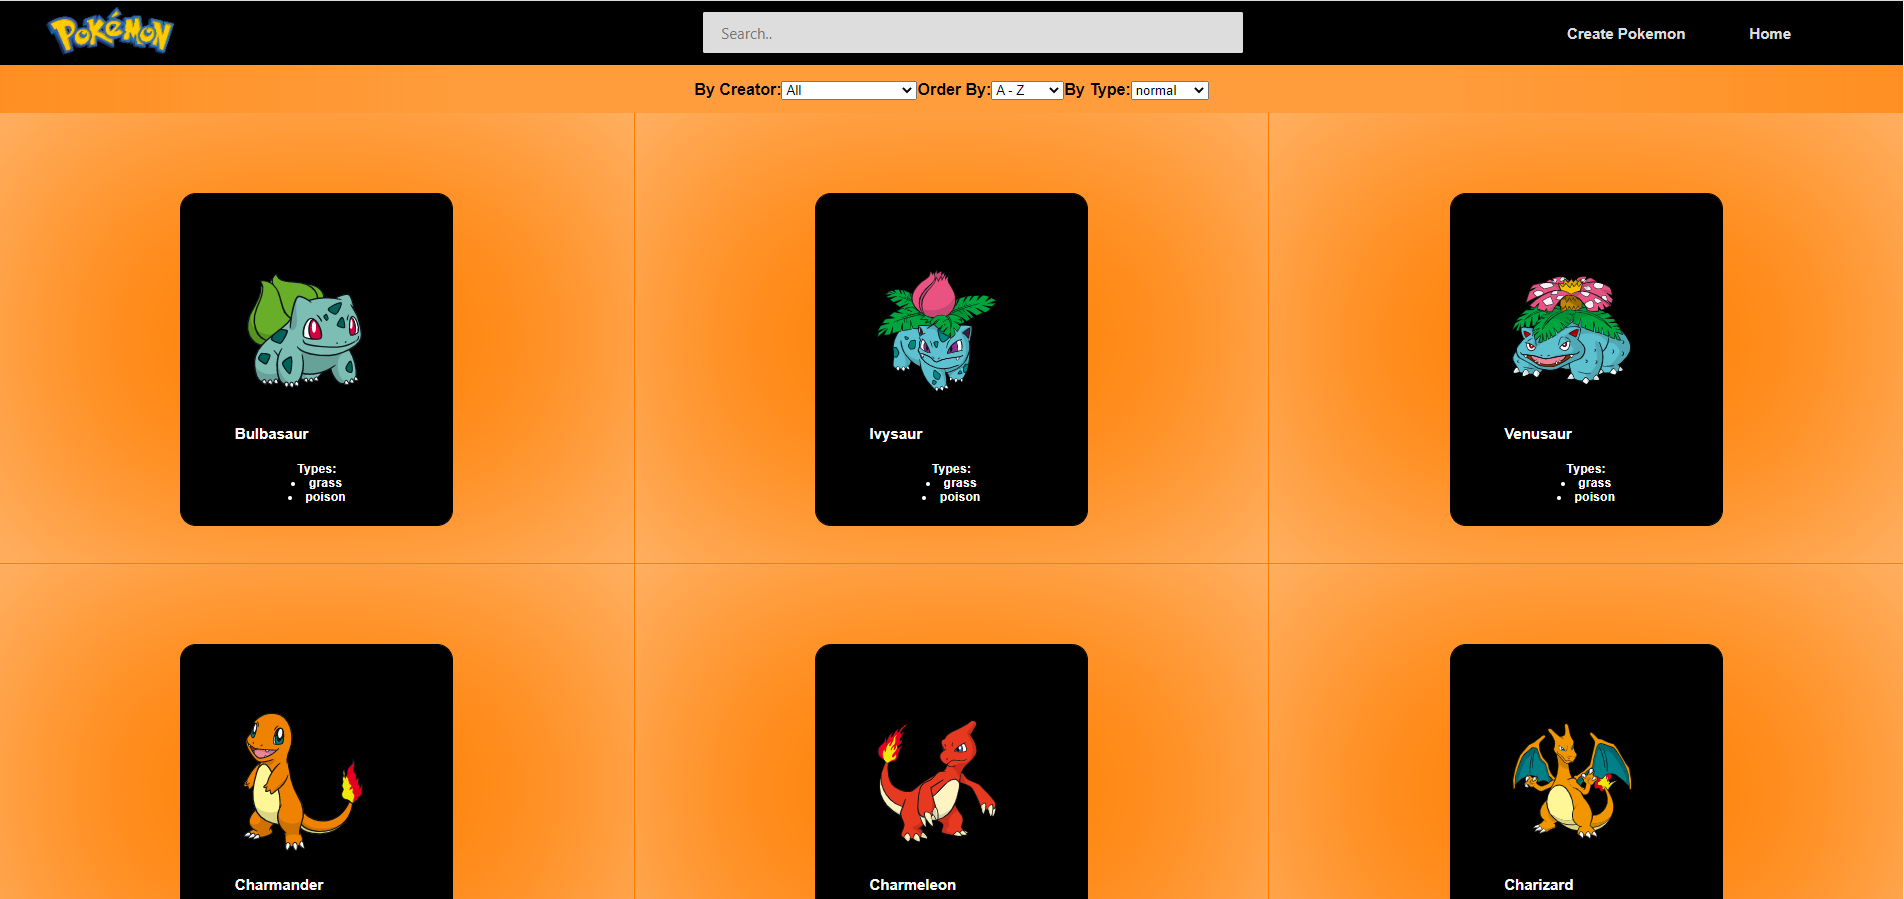 Pokémon
Search..
Create Pokemon
Home
By Creator: All Order By: A - Z By Type: normal
Bulbasaur
Types:
• grass
• poison
Ivysaur
Types:
• grass
• poison
Venusaur
Types:
• grass
• poison
Charmander
Charmeleon
Charizard